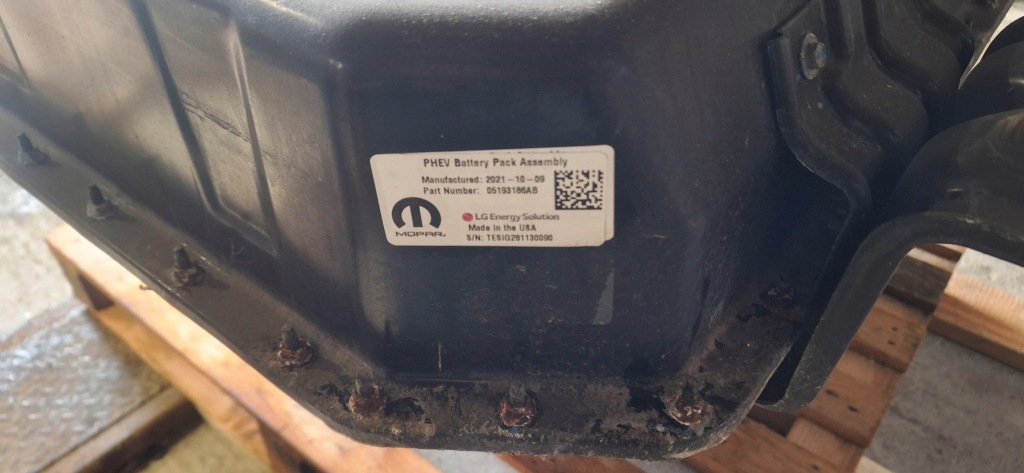 PHEV Battery Pack Assembly
Manufactured: 2021-10-09
Part Number: 05193186AB
MOPAR
LG Energy Solution
Made in the USA
S/N: TE8IG281130090